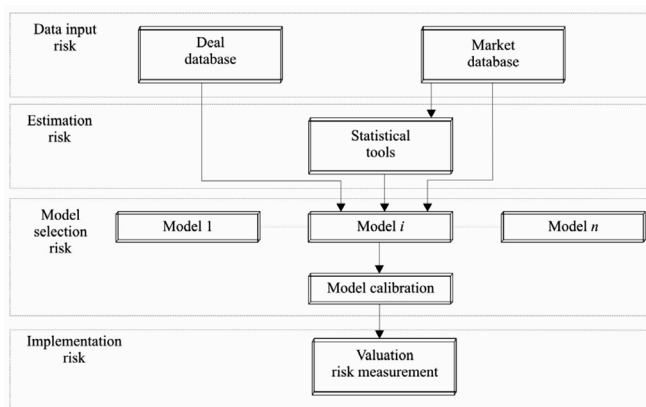 Data input
risk
Deal
database
Market
database
Estimation
risk
Statistical
tools
Model
selection
risk
Model 1
Model i
Model n
Model calibration
Implementation
risk
Valuation
risk measurement